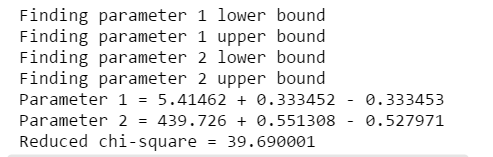 Finding parameter 1 lower bound
Finding parameter 1 upper bound
Finding parameter 2 lower bound
Finding parameter 2 upper bound
Parameter 1 = 5.41462 + 0.333452 - 0.333453
Parameter 2 = 439.726 + 0.551308 - 0.527971
Reduced chi-square = 39.690001